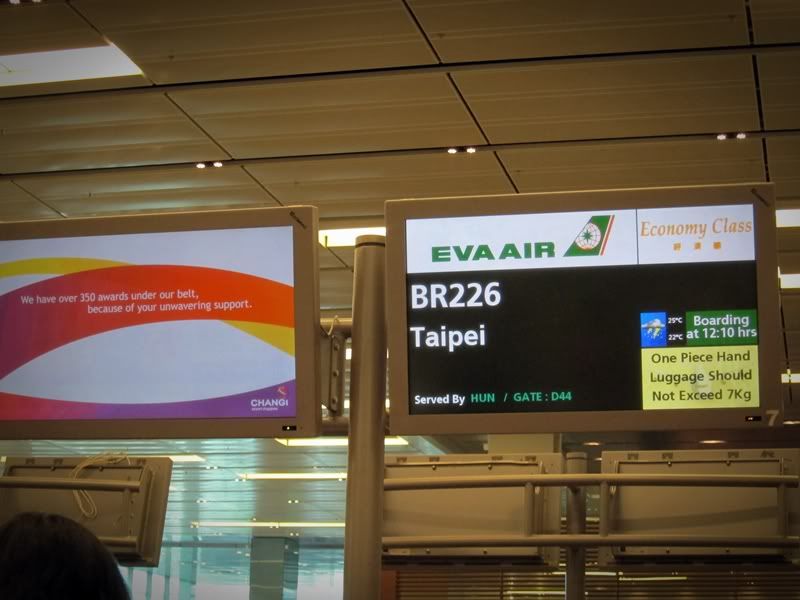 We have over 350 awards under our belt,
because of your unwavering support.
CHANGI
EVA AIR
Economy Class
BR226
Taipei
25°C
22°C
Boarding
at 12:10 hrs
One Piece Hand
Luggage Should
Not Exceed 7Kg
Served By HUN / GATE : D44
7